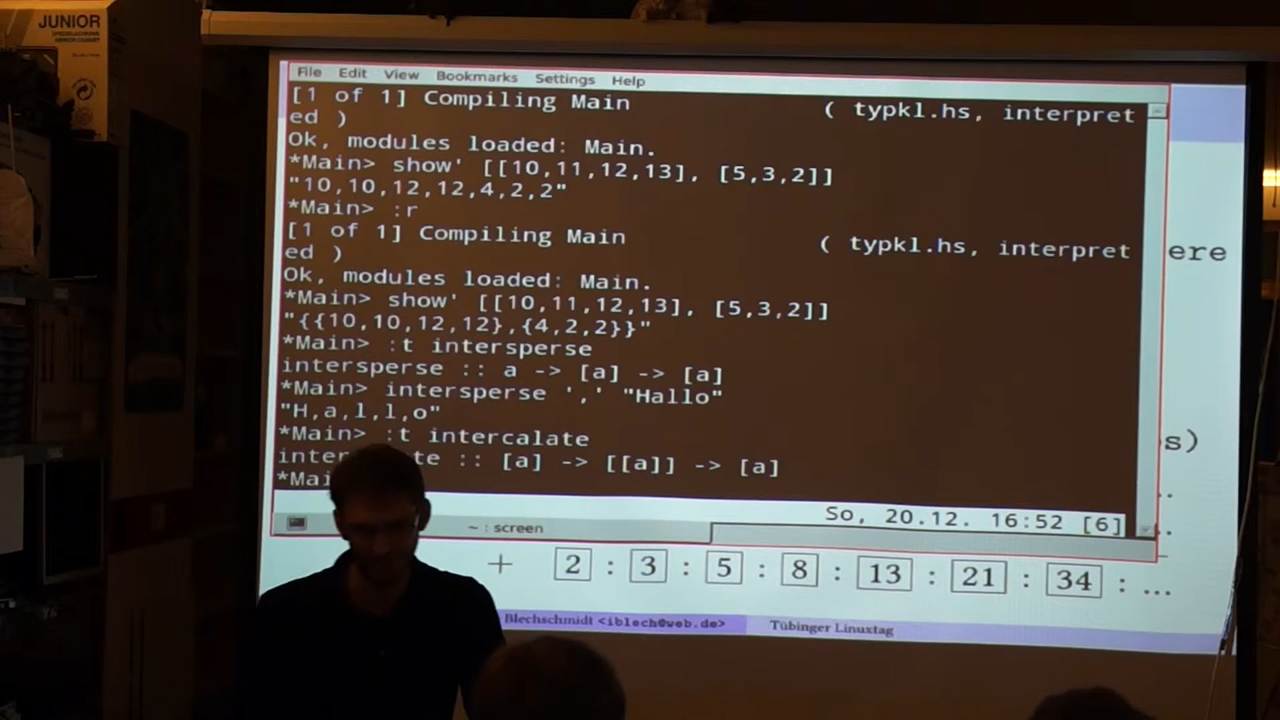 JUNIOR
File Edit View Bookmarks Settings Help
[1 of 1] Compiling Main ( typkl.hs, interpret
ed )
Ok, modules loaded: Main.
*Main> show' [[10,11,12,13], [5,3,2]]
"10,10,12,12,4,2,2"
*Main> :r
[1 of 1] Compiling Main ( typkl.hs, interpret
ed )
Ok, modules loaded: Main.
*Main> show' [[10,11,12,13], [5,3,2]]
"{{10,10,12,12},{4,2,2}}"
*Main> :t intersperse
intersperse :: a -> [a] -> [a]
*Main> intersperse ',' "Hallo"
"H,a,l,l,o"
*Main> :t intercalate
inter te :: [a] -> [[a]] -> [a]
*Mai
So, 20.12. 16:52 [6]
~ : screen
ere
s)
+ 2 : 3 : 5 : 8 : 13 : 21 : 34 : ...
Blechschmidt <iblech@web.de> Tübinger Linuxtag